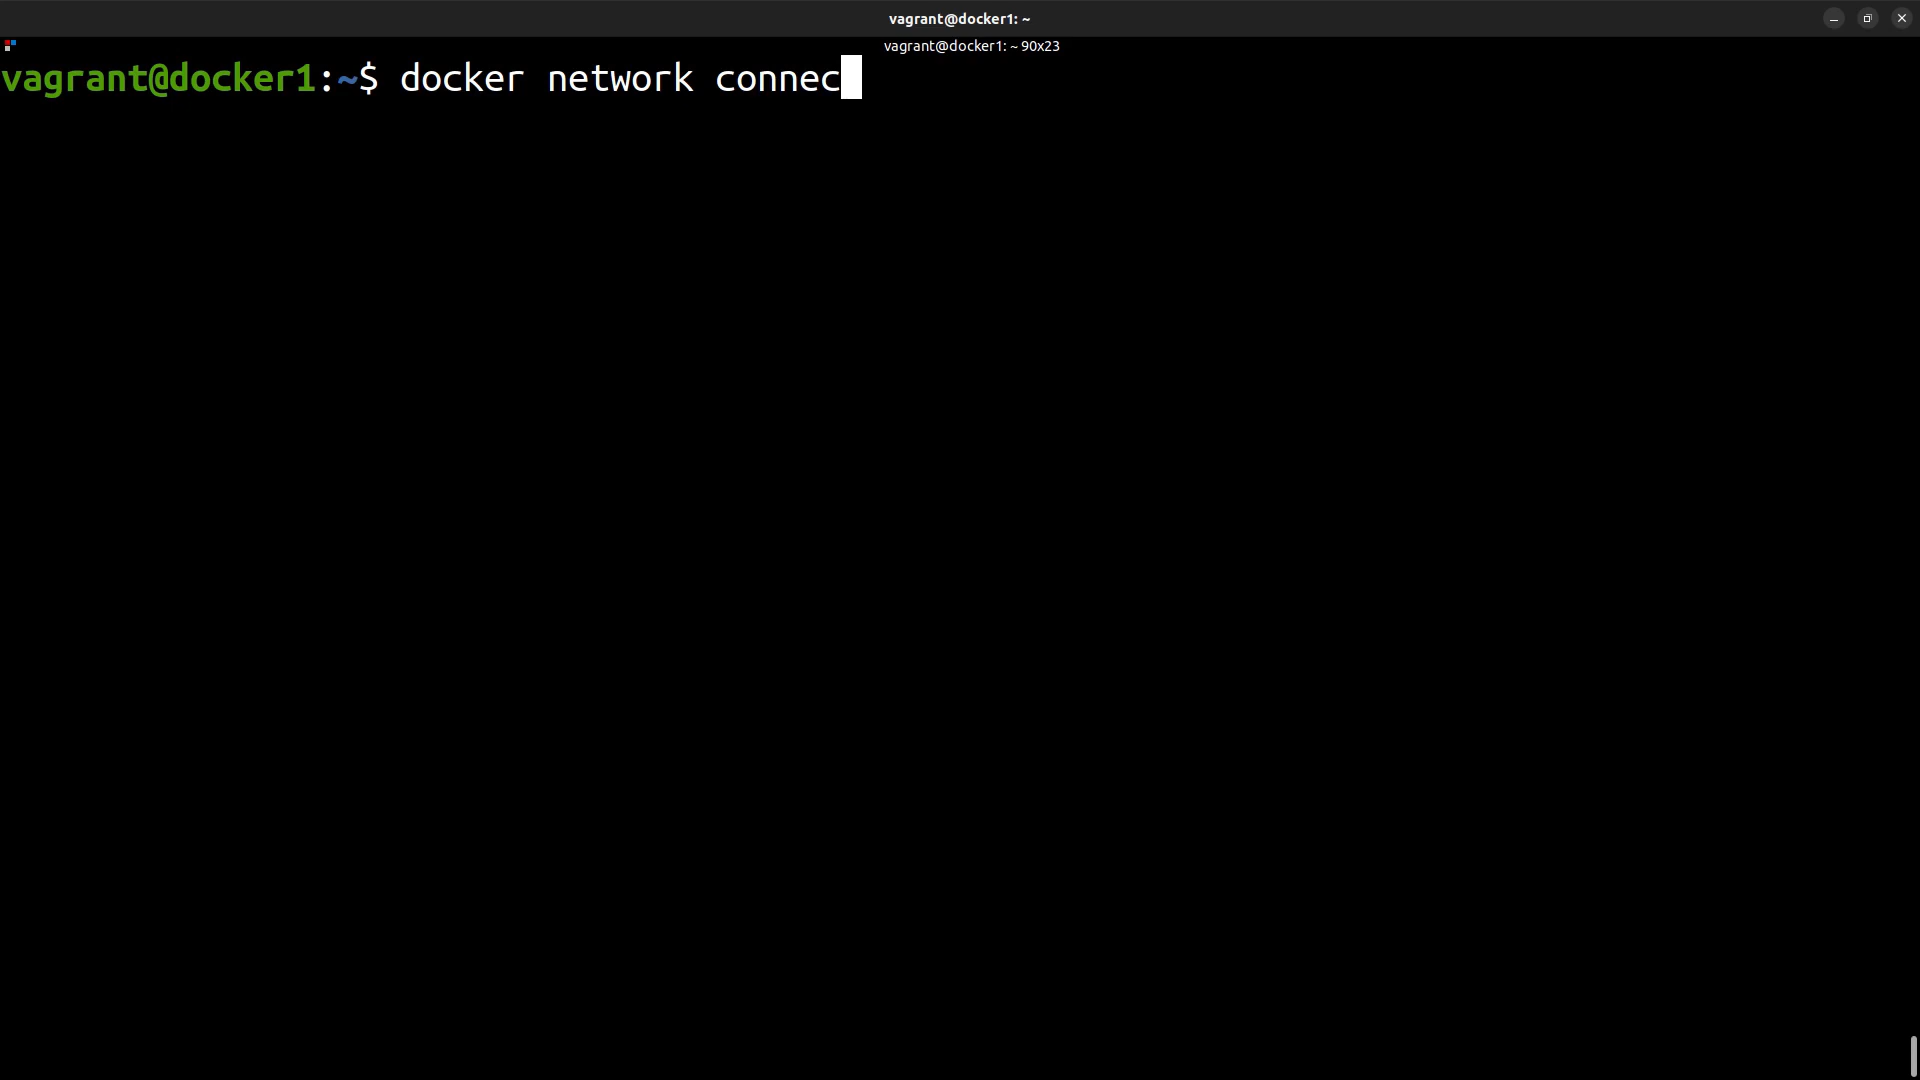 vagrant@docker1: ~
vagrant@docker1: ~ 90x23
vagrant@docker1:~$ docker network connec